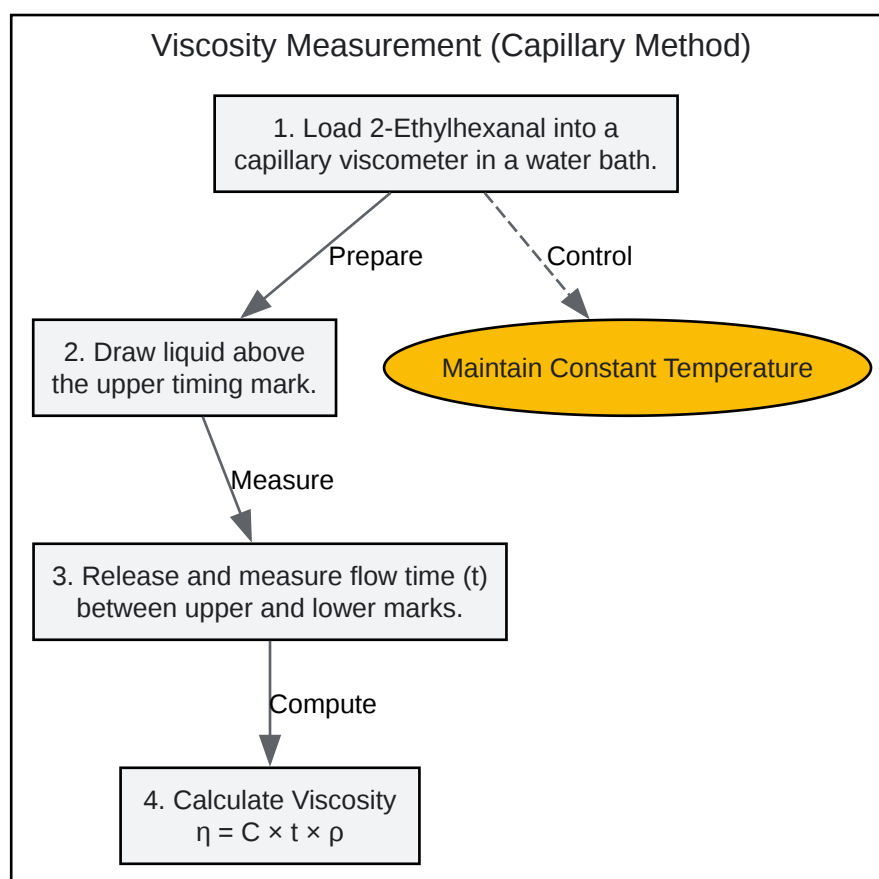 Viscosity Measurement (Capillary Method)
1. Load 2-Ethylhexanal into a
capillary viscometer in a water bath.
Prepare
Control
2. Draw liquid above
the upper timing mark.
Maintain Constant Temperature
Measure
3. Release and measure flow time (t)
between upper and lower marks.
Compute
4. Calculate Viscosity
η = C × t × ρ